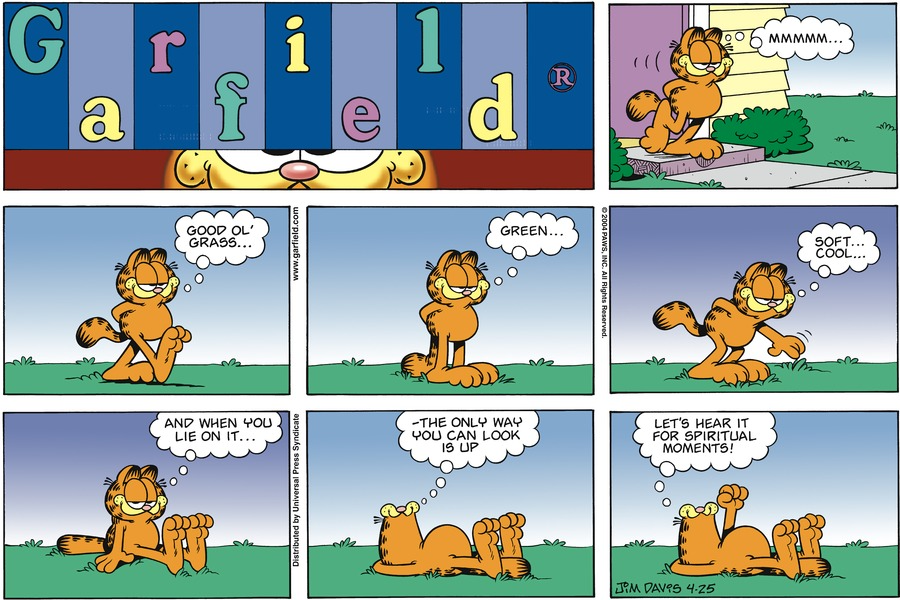 Garfield®
MMMMM...
GOOD OL'
GRASS...
www.garfield.com
GREEN...
© 2004 PAWS, INC. All Rights Reserved.
SOFT...
COOL...
AND WHEN YOU
LIE ON IT...
Distributed by Universal Press Syndicate
-THE ONLY WAY
YOU CAN LOOK
IS UP
LET'S HEAR IT
FOR SPIRITUAL
MOMENTS!
JIM DAVIS 4·25